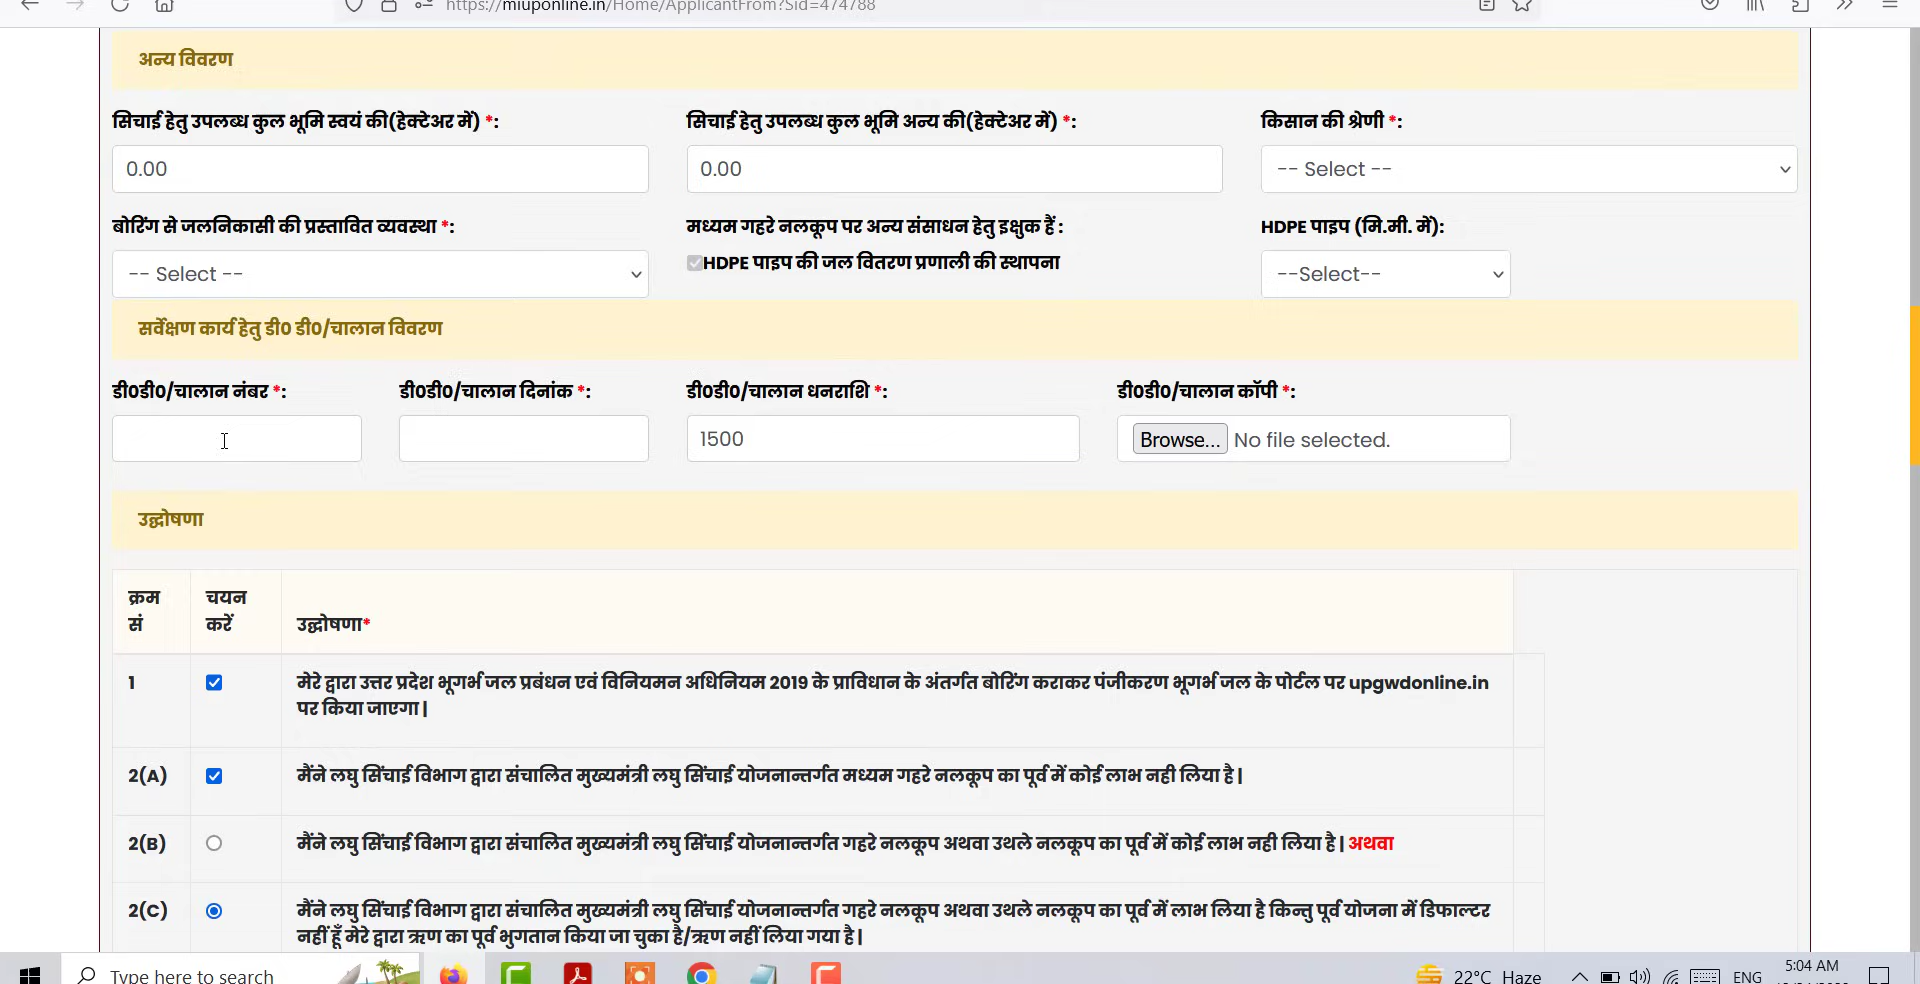 https://miuponline.in/Home/ApplicantFrom?Sid=474788
अन्य विवरण
सिचाई हेतु उपलब्ध कुल भूमि स्वयं की(हेक्टेअर में) *: सिचाई हेतु उपलब्ध कुल भूमि अन्य की(हेक्टेअर में) *: किसान की श्रेणी *:
0.00 0.00 -- Select --
बोरिंग से जलनिकासी की प्रस्तावित व्यवस्था *: मध्यम गहरे नलकूप पर अन्य संसाधन हेतु इक्षुक हैं : HDPE पाइप (मि.मी. में):
-- Select -- HDPE पाइप की जल वितरण प्रणाली की स्थापना --Select--
सर्वेक्षण कार्य हेतु डी0 डी0/चालान विवरण
डी0डी0/चालान नंबर *: डी0डी0/चालान दिनांक *: डी0डी0/चालान धनराशि *: डी0डी0/चालान कॉपी *:
1500 Browse... No file selected.
उद्घोषणा
क्रम सं चयन करें उद्घोषणा*
1 मेरे द्वारा उत्तर प्रदेश भूगर्भ जल प्रबंधन एवं विनियमन अधिनियम 2019 के प्राविधान के अंतर्गत बोरिंग कराकर पंजीकरण भूगर्भ जल के पोर्टल पर upgwdonline.in
पर किया जाएगा |
2(A) मैंने लघु सिंचाई विभाग द्वारा संचालित मुख्यमंत्री लघु सिंचाई योजनान्तर्गत मध्यम गहरे नलकूप का पूर्व में कोई लाभ नही लिया है |
2(B) मैंने लघु सिंचाई विभाग द्वारा संचालित मुख्यमंत्री लघु सिंचाई योजनान्तर्गत गहरे नलकूप अथवा उथले नलकूप का पूर्व में कोई लाभ नही लिया है | अथवा
2(C) मैंने लघु सिंचाई विभाग द्वारा संचालित मुख्यमंत्री लघु सिंचाई योजनान्तर्गत गहरे नलकूप अथवा उथले नलकूप का पूर्व में लाभ लिया है किन्तु पूर्व योजना में डिफाल्टर
नहीं हूँ मेरे द्वारा ऋण का पूर्व भुगतान किया जा चुका है/ऋण नहीं लिया गया है |
Type here to search 22°C Haze ENG 5:04 AM